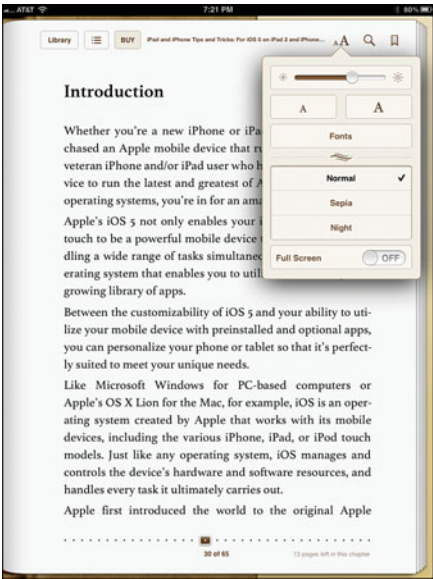 AT&T
7:21 PM
80%
Library
BUY
iPad and iPhone Tips and Tricks: For iOS 5 on iPad 2 and iPhone...
AA
A
A
Fonts
Normal
Sepia
Night
Full Screen OFF
Introduction
Whether you're a new iPhone or iPa
chased an Apple mobile device that ru
veteran iPhone and/or iPad user who h
vice to run the latest and greatest of A
operating systems, you're in for an ama
Apple's iOS 5 not only enables your i
touch to be a powerful mobile device
dling a wide range of tasks simultanec
erating system that enables you to util
growing library of apps.
Between the customizability of iOS 5 and your ability to uti-
lize your mobile device with preinstalled and optional apps,
you can personalize your phone or tablet so that it's perfect-
ly suited to meet your unique needs.
Like Microsoft Windows for PC-based computers or
Apple's OS X Lion for the Mac, for example, iOS is an oper-
ating system created by Apple that works with its mobile
devices, including the various iPhone, iPad, or iPod touch
models. Just like any operating system, iOS manages and
controls the device's hardware and software resources, and
handles every task it ultimately carries out.
Apple first introduced the world to the original Apple
30 of 65
13 pages left in this chapter